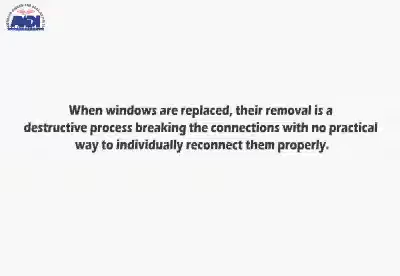 AWDI
When windows are replaced, their removal is a
destructive process breaking the connections with no practical
way to individually reconnect them properly.